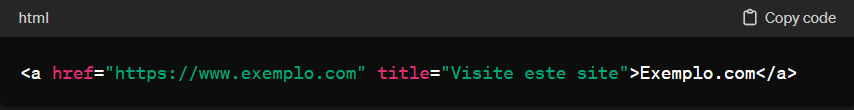 html
Copy code
<a href="https://www.exemplo.com" title="Visite este site">Exemplo.com</a>